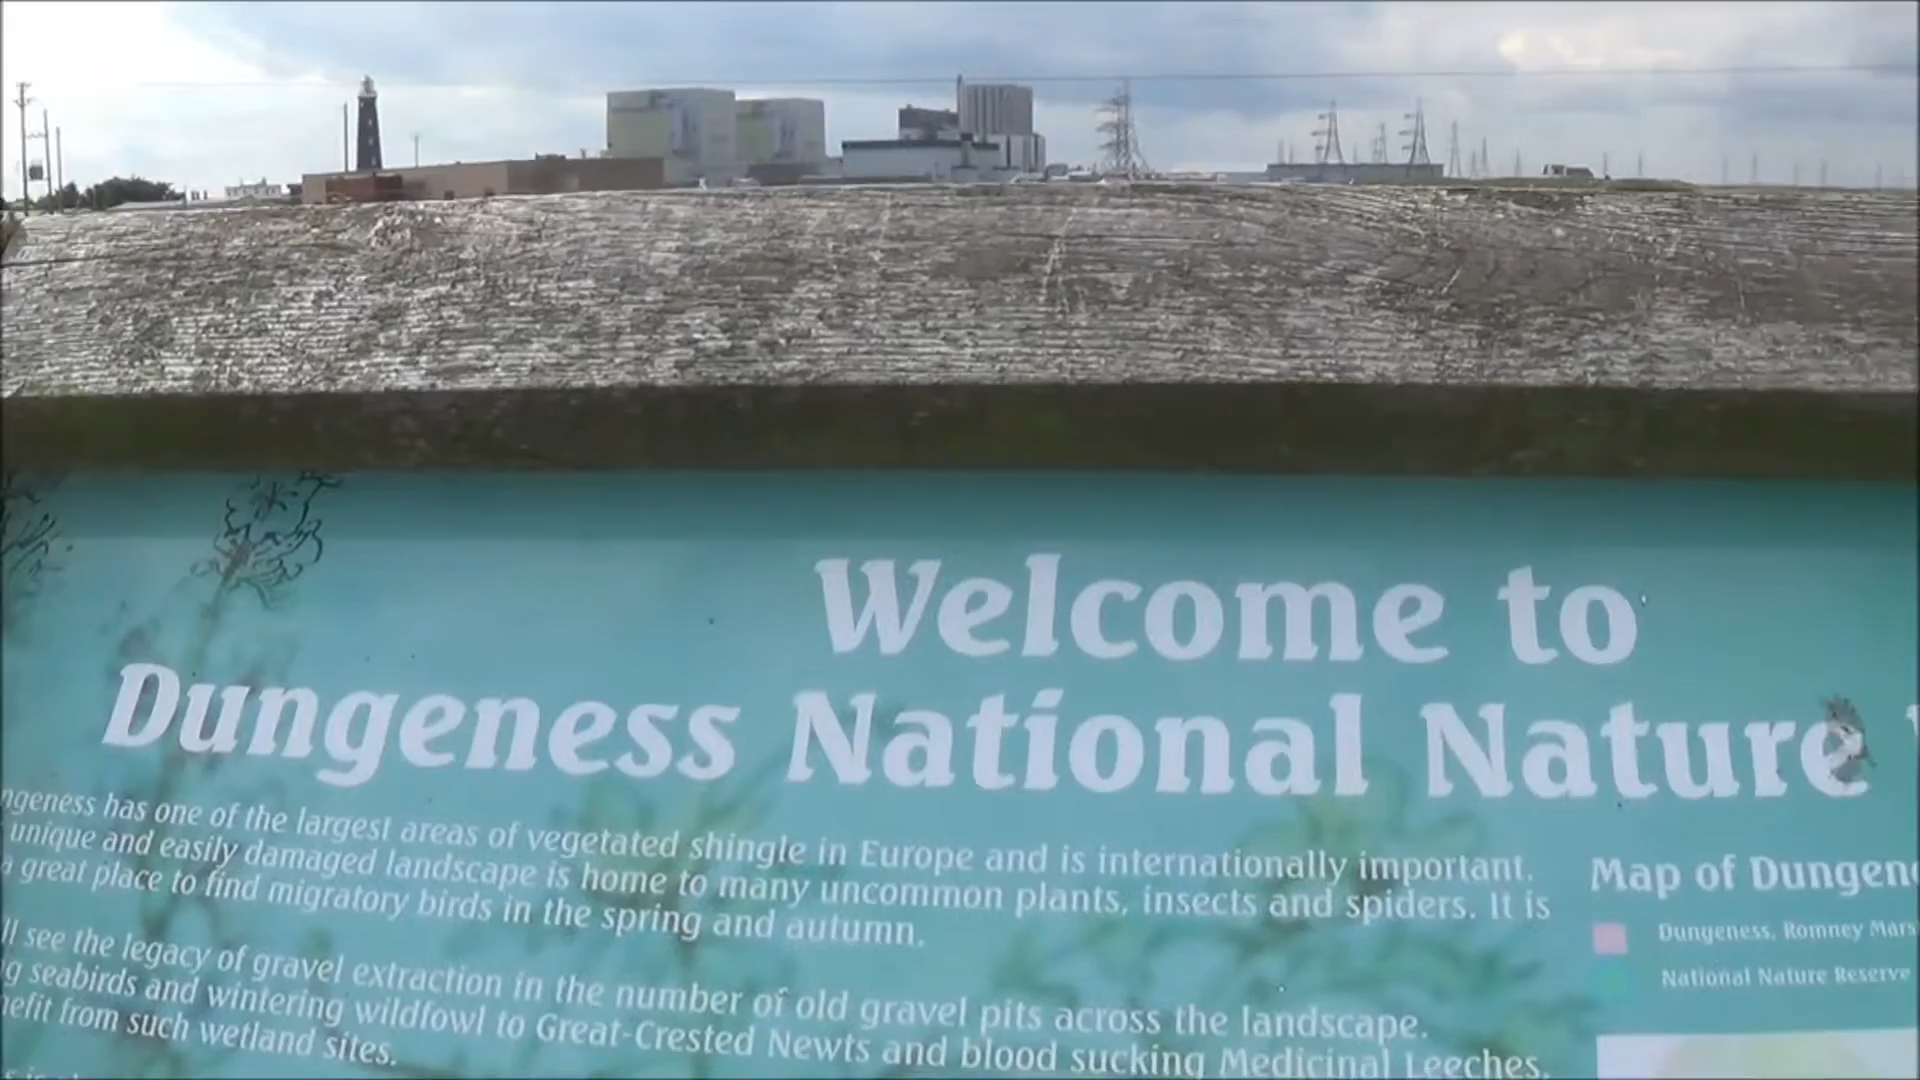 Welcome to
Dungeness National Nature
ngeness has one of the largest areas of vegetated shingle in Europe and is internationally important.
unique and easily damaged landscape is home to many uncommon plants, insects and spiders. It is
a great place to find migratory birds in the spring and autumn.
ll see the legacy of gravel extraction in the number of old gravel pits across the landscape.
g seabirds and wintering wildfowl to Great-Crested Newts and blood sucking Medicinal Leeches,
nefit from such wetland sites.
Map of Dungen
Dungeness, Romney Mars
National Nature Reserve